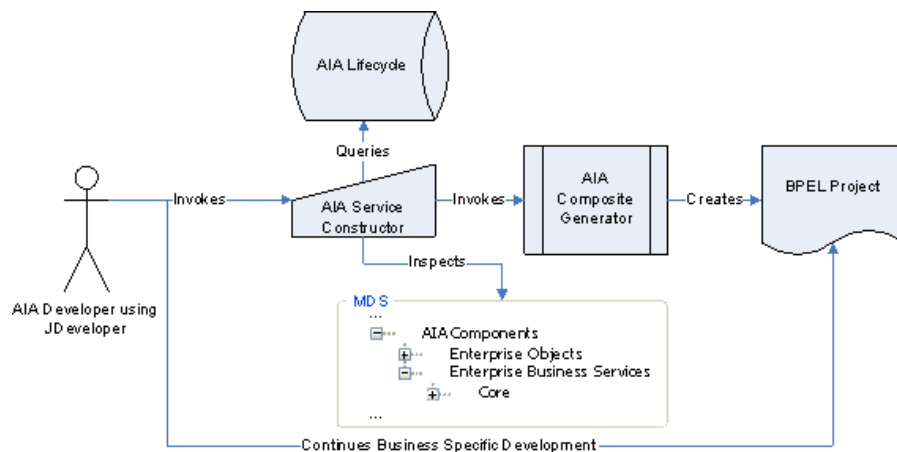 AIA Lifecycle
Queries
Invokes
AIA Service
Constructor
Invokes
AIA
Composite
Generator
Creates
BPEL Project
Inspects
AIA Developer using
JDeveloper
MDS
...
AIA Components
Enterprise Objects
Enterprise Business Services
Core
...
Continues Business Specific Development